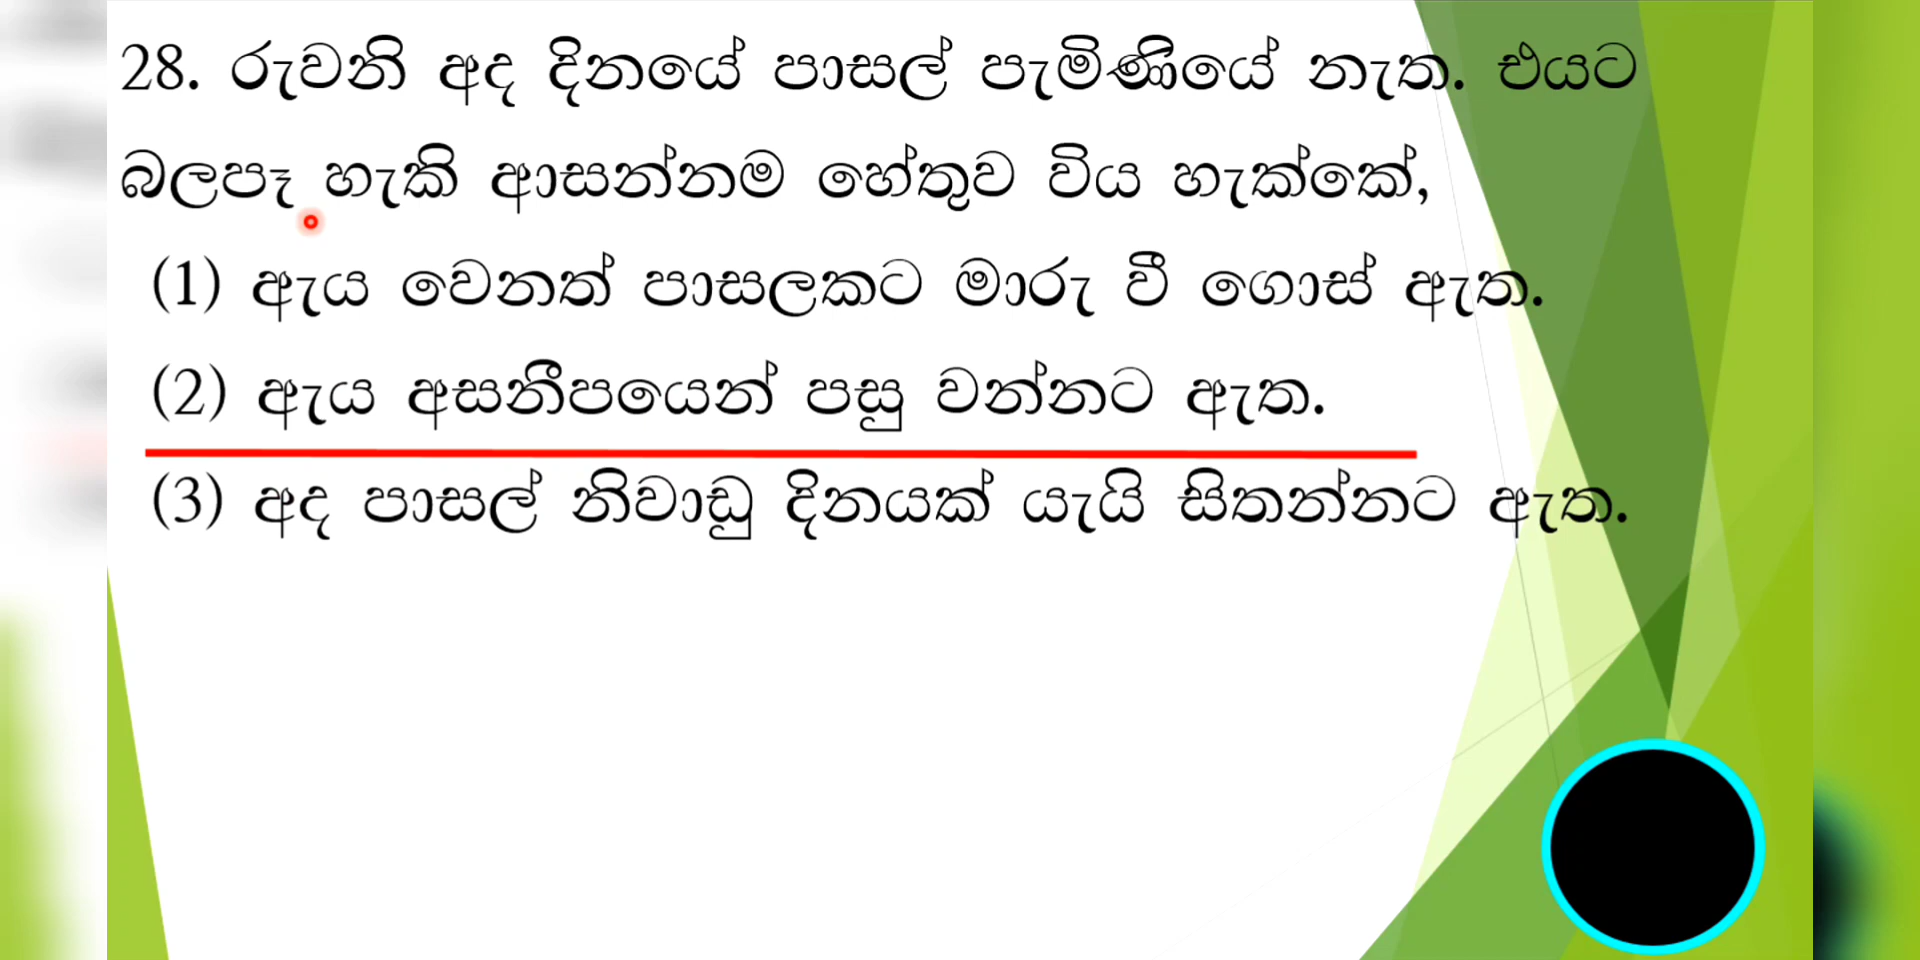 28. රුවනි අද දිනයේ පාසල් පැමිණියේ නැත. එයට
බලපෑ හැකි ආසන්නම හේතුව විය හැක්කේ,
(1) ඇය වෙනත් පාසලකට මාරු වී ගොස් ඇත.
(2) ඇය අසනීපයෙන් පසු වන්නට ඇත.
(3) අද පාසල් නිවාඩු දිනයක් යැයි සිතන්නට ඇත.